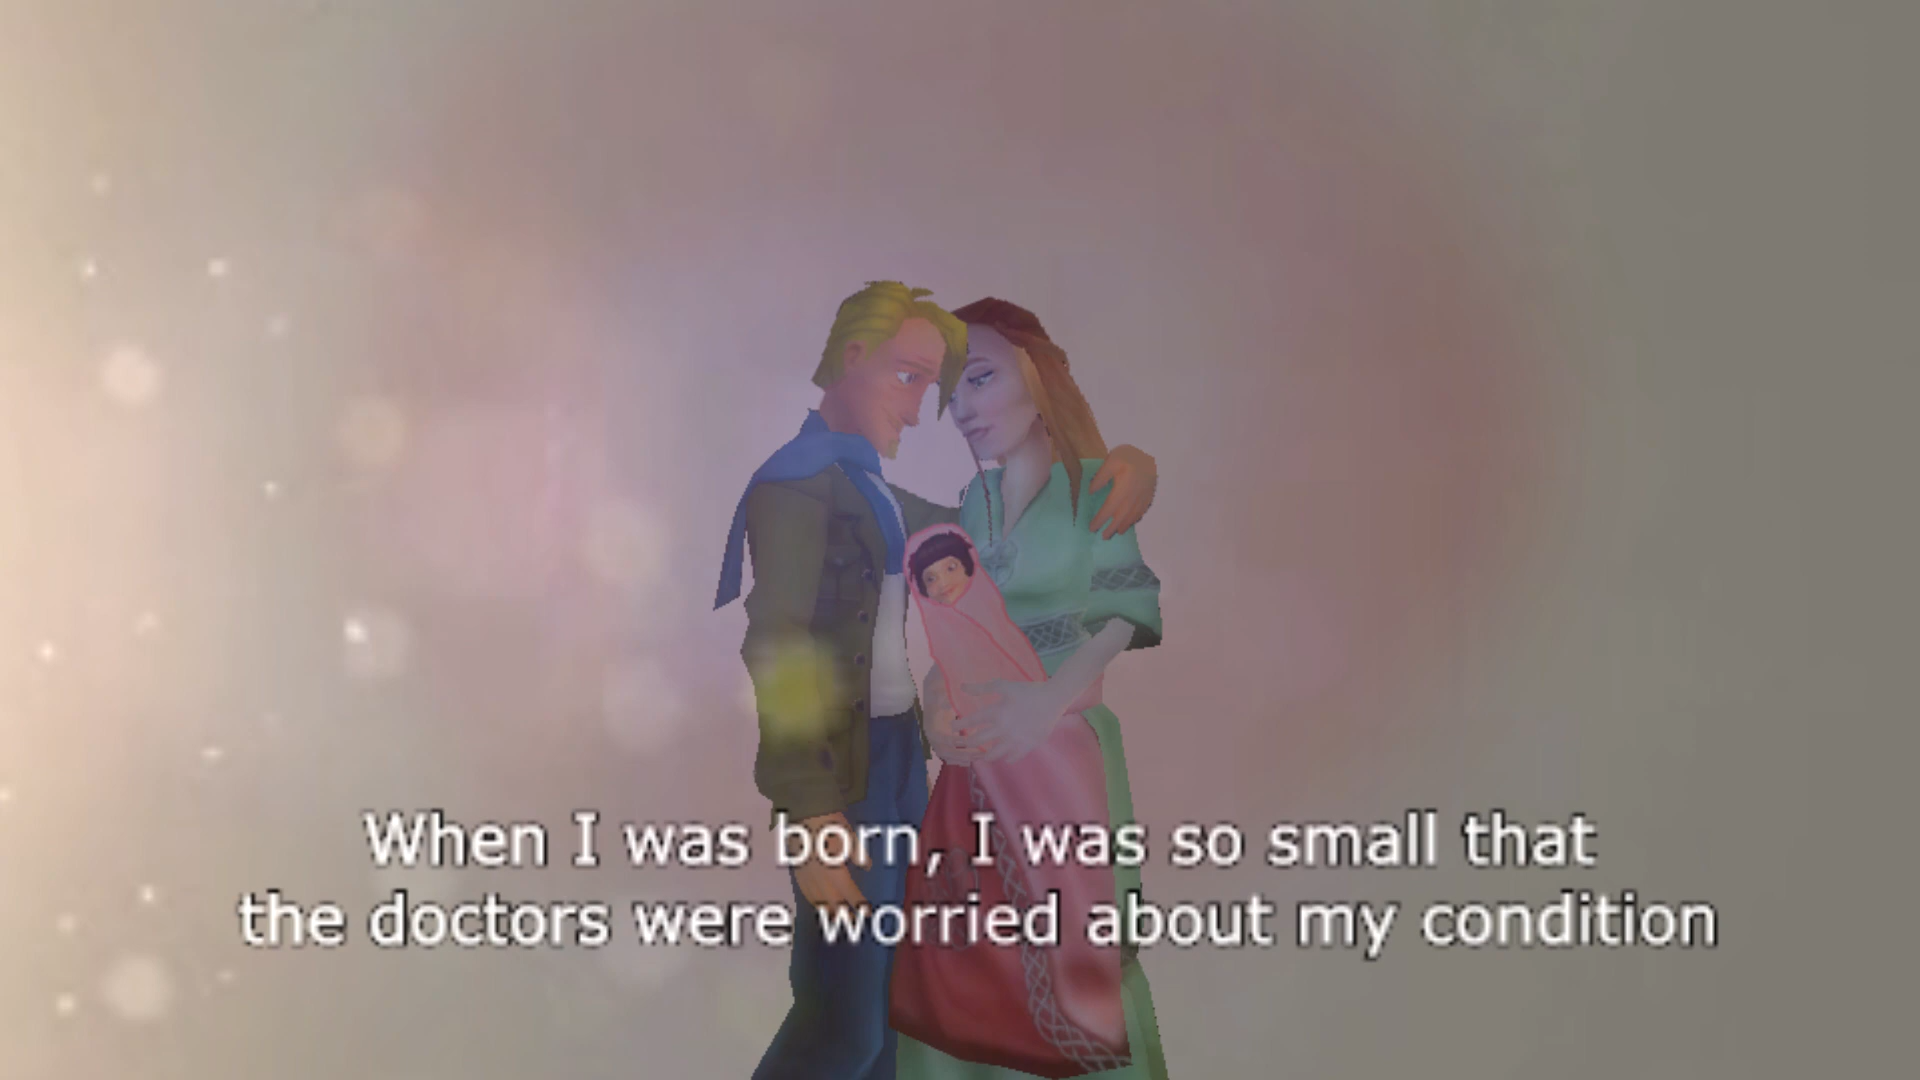 When I was born, I was so small that
the doctors were worried about my condition